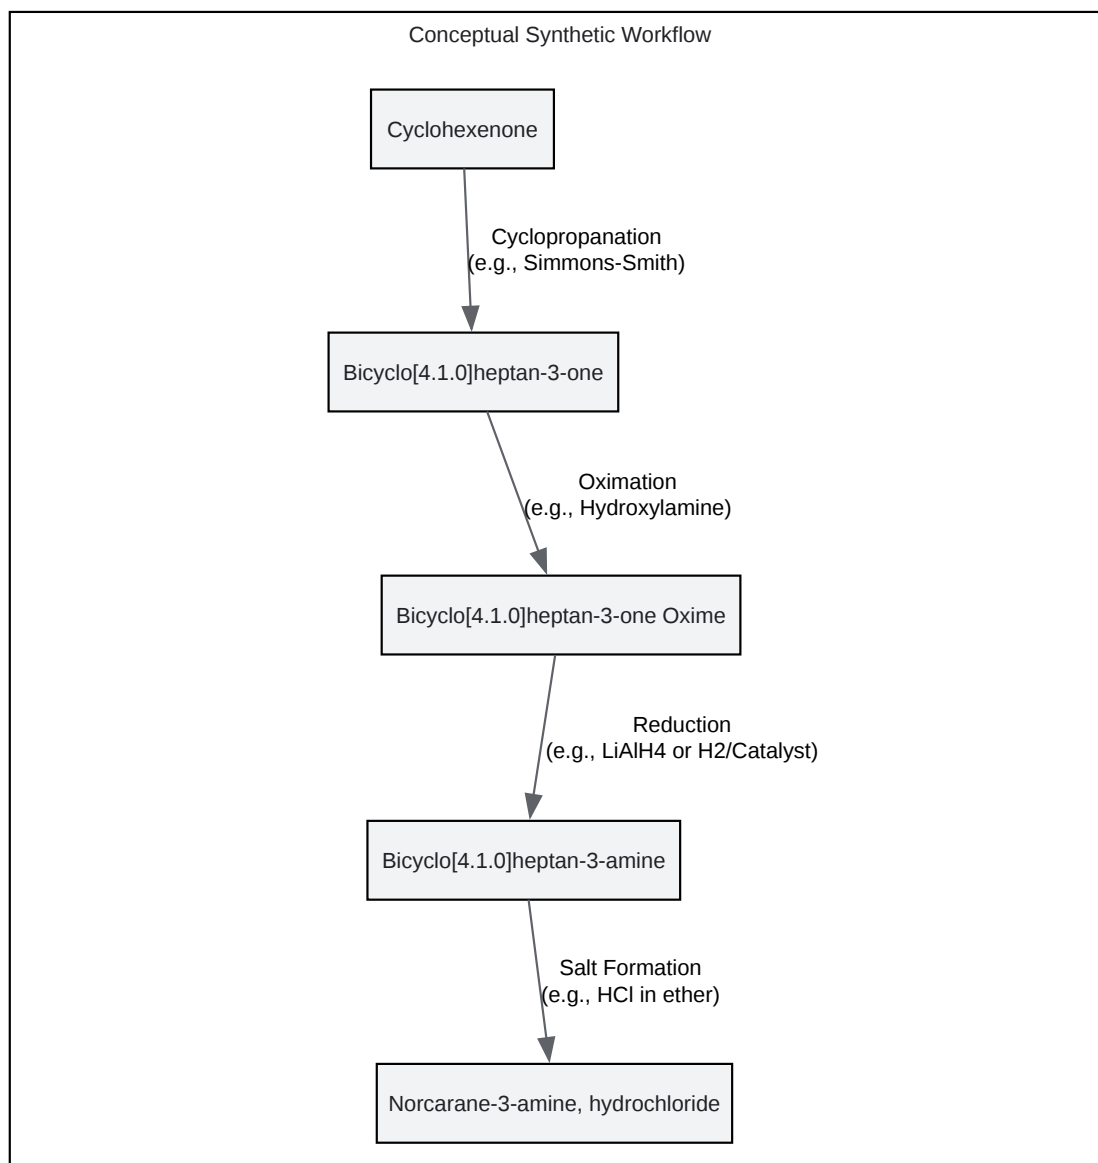 Conceptual Synthetic Workflow
Cyclohexenone
Cyclopropanation
(e.g., Simmons-Smith)
Bicyclo[4.1.0]heptan-3-one
Oximation
(e.g., Hydroxylamine)
Bicyclo[4.1.0]heptan-3-one Oxime
Reduction
(e.g., LiAlH4 or H2/Catalyst)
Bicyclo[4.1.0]heptan-3-amine
Salt Formation
(e.g., HCl in ether)
Norcarane-3-amine, hydrochloride